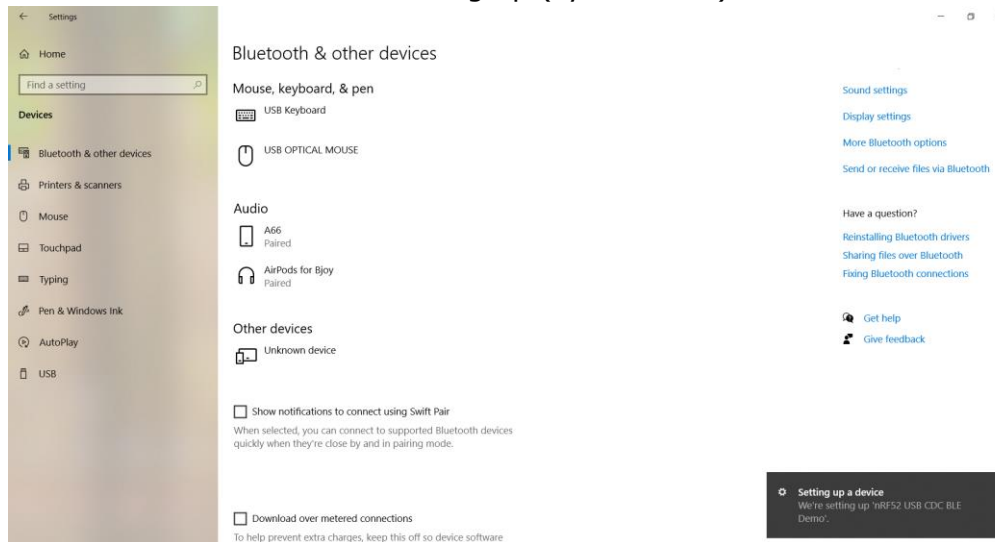 Settings
Home
Find a setting
Devices
Bluetooth & other devices
Printers & scanners
Mouse
Touchpad
Typing
Pen & Windows Ink
AutoPlay
USB
Bluetooth & other devices
Mouse, keyboard, & pen
USB Keyboard
USB OPTICAL MOUSE
Audio
A66
Paired
AirPods for Bjoy
Paired
Other devices
Unknown device
Show notifications to connect using Swift Pair
When selected, you can connect to supported Bluetooth devices
quickly when they're close by and in pairing mode.
Download over metered connections
To help prevent extra charges, keep this off so device software
Sound settings
Display settings
More Bluetooth options
Send or receive files via Bluetooth
Have a question?
Reinstalling Bluetooth drivers
Sharing files over Bluetooth
Fixing Bluetooth connections
Get help
Give feedback
Setting up a device
We're setting up 'nRF52 USB CDC BLE
Demo'.